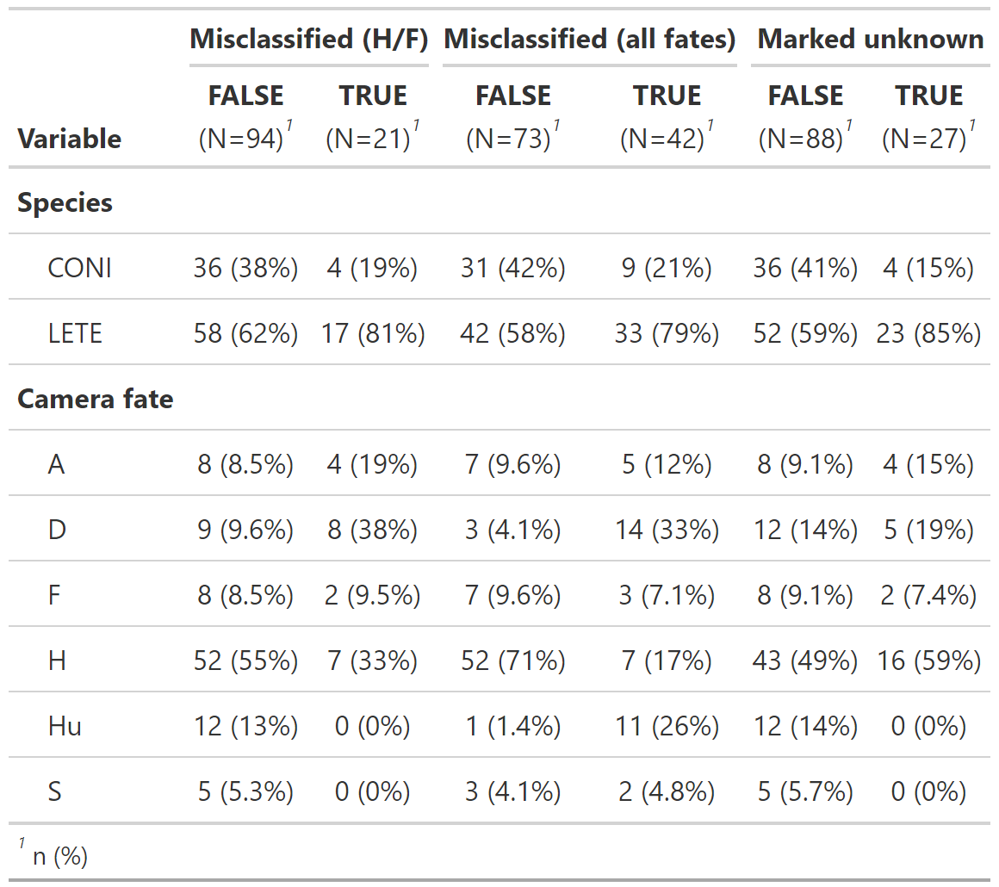 Misclassified (H/F) Misclassified (all fates) Marked unknown
FALSE TRUE FALSE TRUE FALSE TRUE
Variable (N=94)1 (N=21)1 (N=73)1 (N=42)1 (N=88)1 (N=27)1
Species
CONI 36 (38%) 4 (19%) 31 (42%) 9 (21%) 36 (41%) 4 (15%)
LETE 58 (62%) 17 (81%) 42 (58%) 33 (79%) 52 (59%) 23 (85%)
Camera fate
A 8 (8.5%) 4 (19%) 7 (9.6%) 5 (12%) 8 (9.1%) 4 (15%)
D 9 (9.6%) 8 (38%) 3 (4.1%) 14 (33%) 12 (14%) 5 (19%)
F 8 (8.5%) 2 (9.5%) 7 (9.6%) 3 (7.1%) 8 (9.1%) 2 (7.4%)
H 52 (55%) 7 (33%) 52 (71%) 7 (17%) 43 (49%) 16 (59%)
Hu 12 (13%) 0 (0%) 1 (1.4%) 11 (26%) 12 (14%) 0 (0%)
S 5 (5.3%) 0 (0%) 3 (4.1%) 2 (4.8%) 5 (5.7%) 0 (0%)
1 n (%)